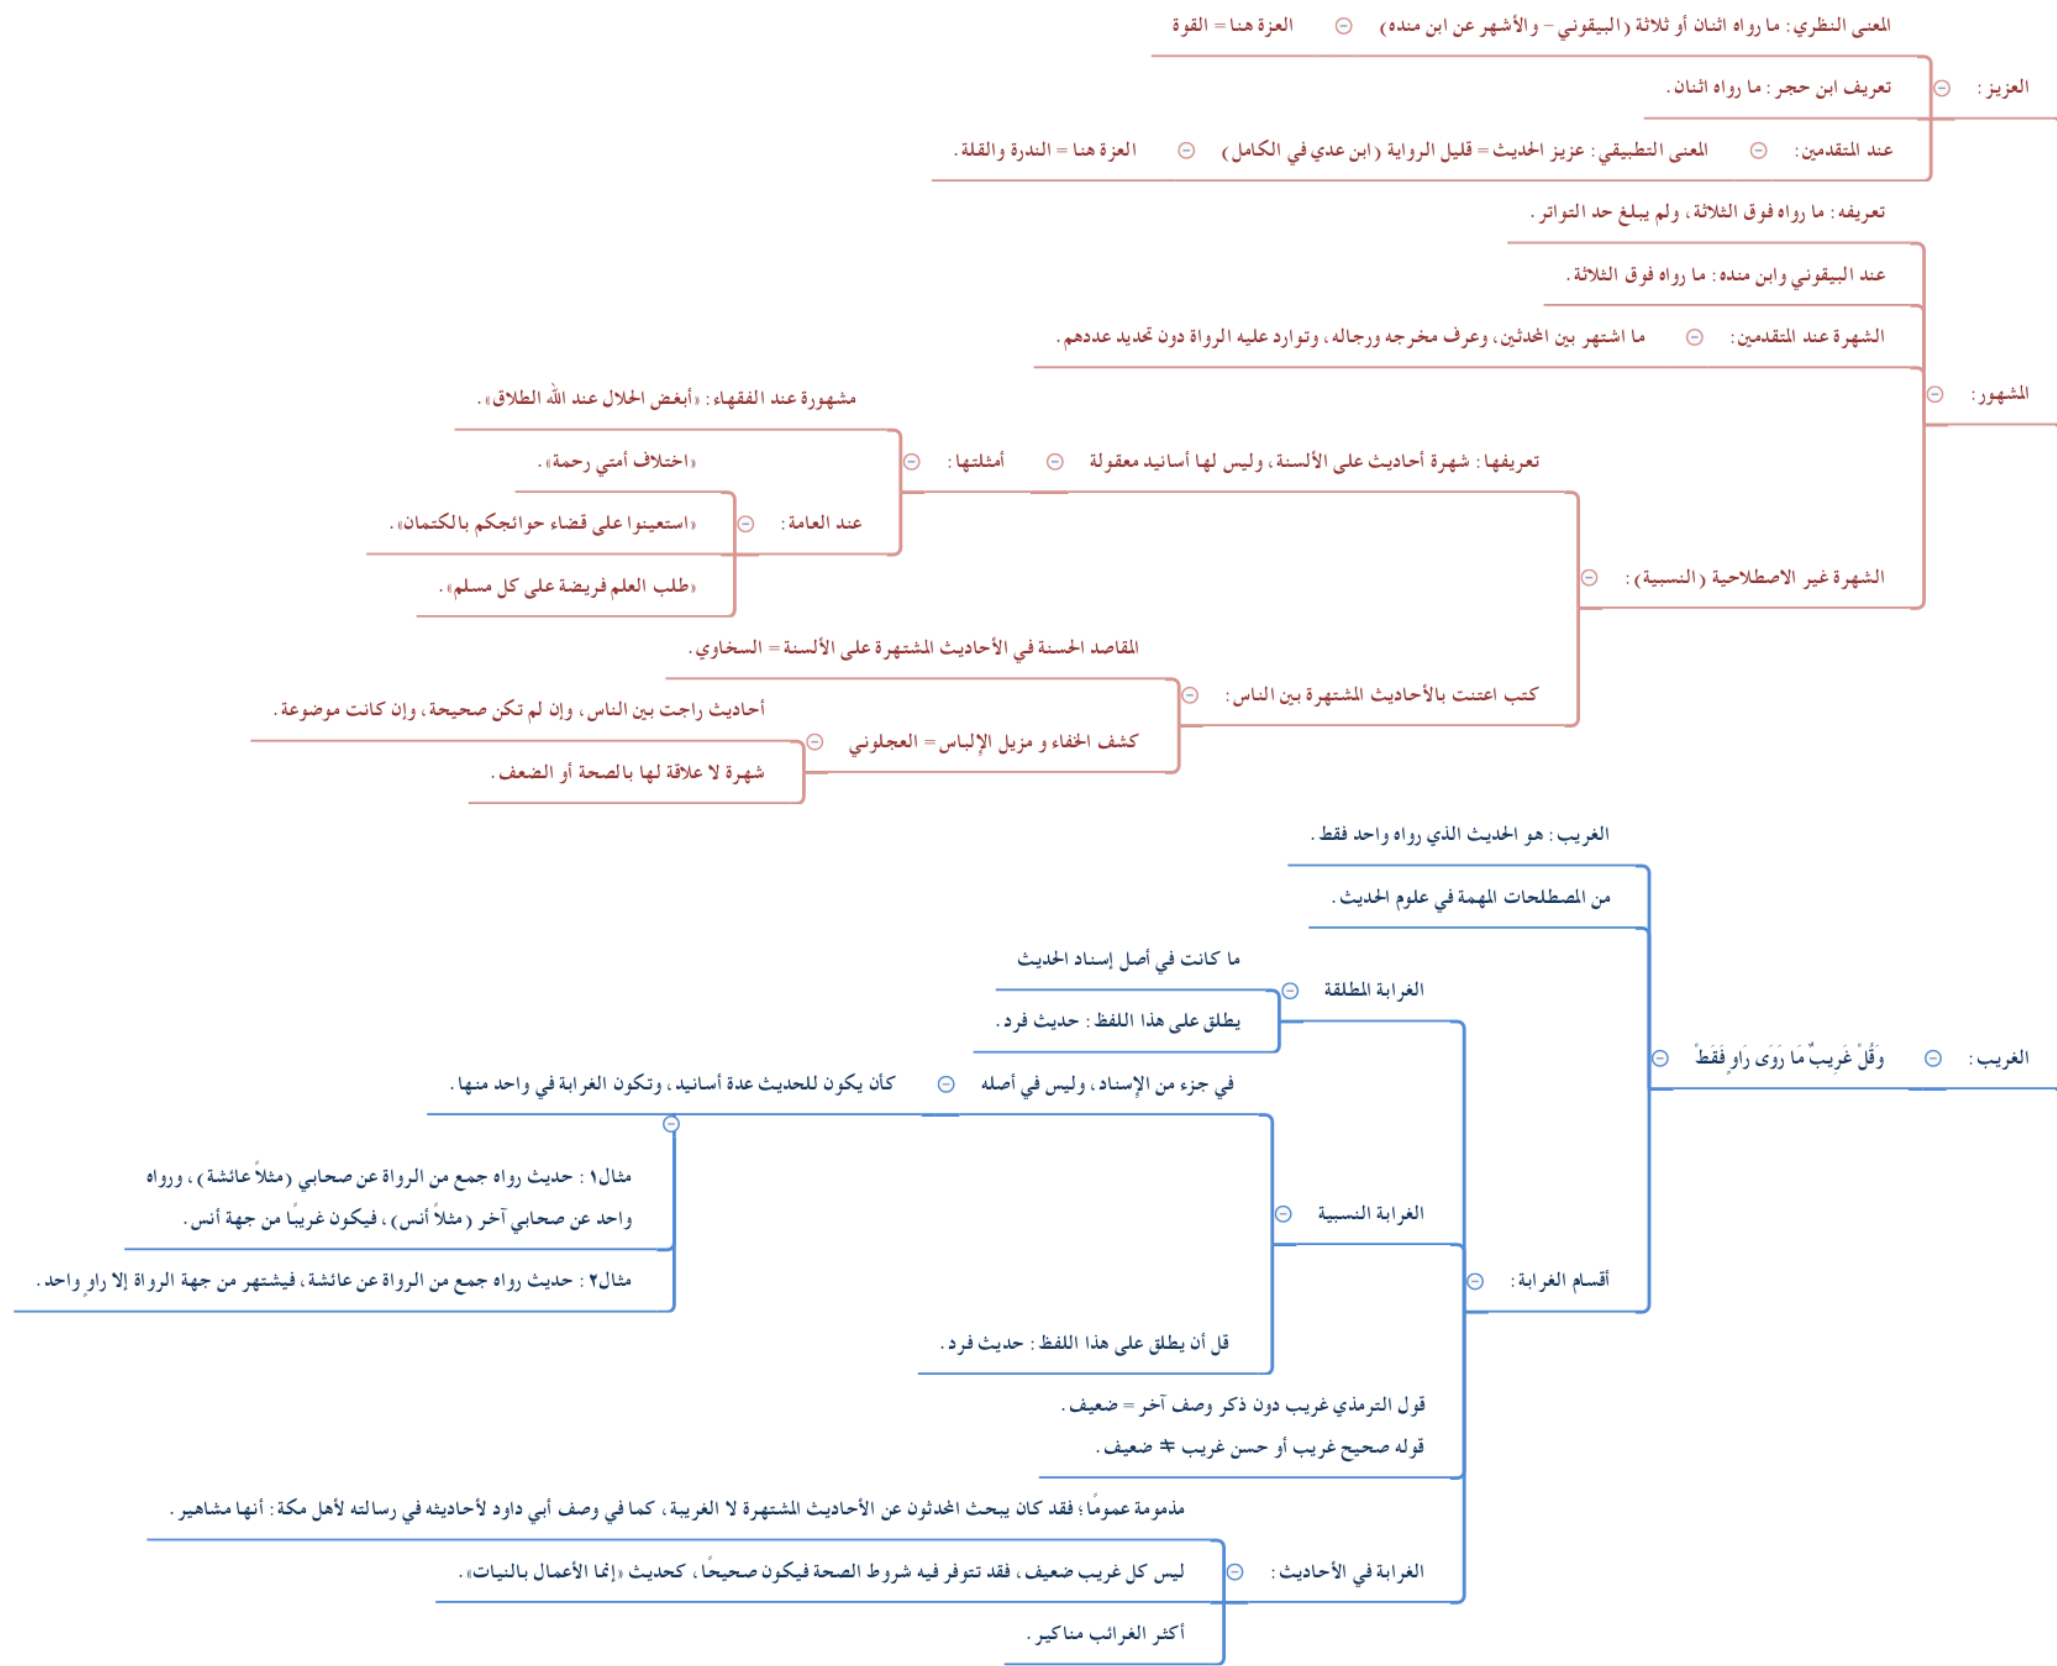 العزيز:
المعنى النظري: ما رواه اثنان أو ثلاثة (البيقوني - والأشهر عن ابن منده)
العزة هنا = القوة
تعريف ابن حجر: ما رواه اثنان.
عند المتقدمين:
المعنى التطبيقي: عزيز الحديث = قليل الرواية (ابن عدي في الكامل)
العزة هنا = الندرة والقلة.
المشهور:
تعريفه: ما رواه فوق الثلاثة، ولم يبلغ حد التواتر.
عند البيقوني وابن منده: ما رواه فوق الثلاثة.
الشهرة عند المتقدمين:
ما اشتهر بين المحدثين، وعرف مخرجه ورجاله، وتوارد عليه الرواة دون تحديد عددهم.
الشهرة غير الاصطلاحية (النسبية):
تعريفها: شهرة أحاديث على الألسنة، وليس لها أسانيد معقولة
أمثلتها:
مشهورة عند الفقهاء: «أبغض الحلال عند الله الطلاق».
عند العامة:
«اختلاف أمتي رحمة».
«استعينوا على قضاء حوائجكم بالكتمان».
«طلب العلم فريضة على كل مسلم».
كتب اعتنت بالأحاديث المشتهرة بين الناس:
المقاصد الحسنة في الأحاديث المشتهرة على الألسنة = السخاوي.
كشف الخفاء و مزيل الإلباس = العجلوني
أحاديث راجت بين الناس، وإن لم تكن صحيحة، وإن كانت موضوعة.
شهرة لا علاقة لها بالصحة أو الضعف.
الغريب:
وَقُلْ غَرِيبٌ مَا رَوَى رَاوٍ فَقَطْ
الغريب: هو الحديث الذي رواه واحد فقط.
من المصطلحات المهمة في علوم الحديث.
أقسام الغرابة:
الغرابة المطلقة
ما كانت في أصل إسناد الحديث
يطلق على هذا اللفظ: حديث فرد.
الغرابة النسبية
في جزء من الإسناد، وليس في أصله
كأن يكون للحديث عدة أسانيد، وتكون الغرابة في واحد منها.
مثال١: حديث رواه جمع من الرواة عن صحابي (مثلاً عائشة)، ورواه
واحد عن صحابي آخر (مثلاً أنس)، فيكون غريبًا من جهة أنس.
مثال٢: حديث رواه جمع من الرواة عن عائشة، فيشتهر من جهة الرواة إلا راوٍ واحد.
قل أن يطلق على هذا اللفظ: حديث فرد.
قول الترمذي غريب دون ذكر وصف آخر = ضعيف.
قوله صحيح غريب أو حسن غريب ≠ ضعيف.
الغرابة في الأحاديث:
مذمومة عمومًا؛ فقد كان يبحث المحدثون عن الأحاديث المشتهرة لا الغريبة، كما في وصف أبي داود لأحاديثه في رسالته لأهل مكة: أنها مشاهير.
ليس كل غريب ضعيف، فقد تتوفر فيه شروط الصحة فيكون صحيحًا، كحديث «إنما الأعمال بالنيات».
أكثر الغرائب مناكير.